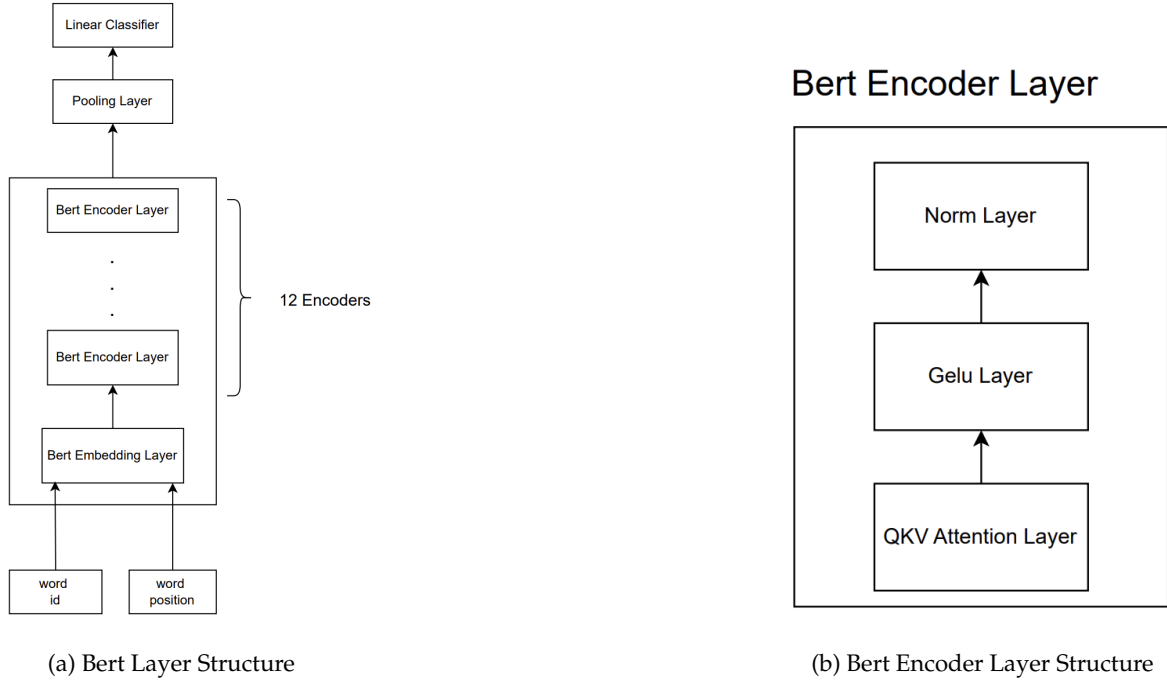 Linear Classifier
Pooling Layer
Bert Encoder Layer
.
.
.
12 Encoders
Bert Encoder Layer
Bert Embedding Layer
word
id
word
position
(a) Bert Layer Structure
Bert Encoder Layer
Norm Layer
Gelu Layer
QKV Attention Layer
(b) Bert Encoder Layer Structure